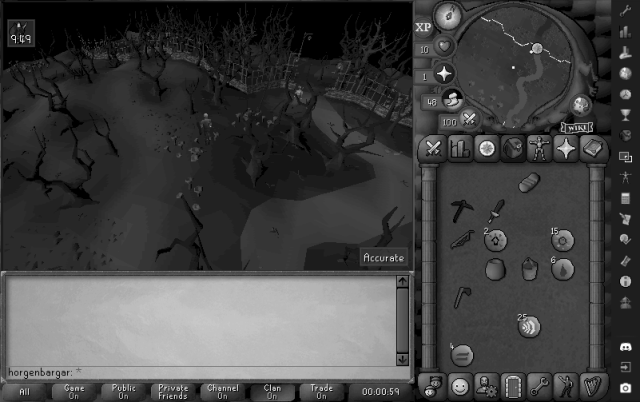 9:49
XP
10
1
48
100
WIKI
Accurate
2
15
6
25
4
horgenbargar: *
All
Game
On
Public
On
Private
Friends
Channel
On
Clan
On
Trade
On
00:00:59